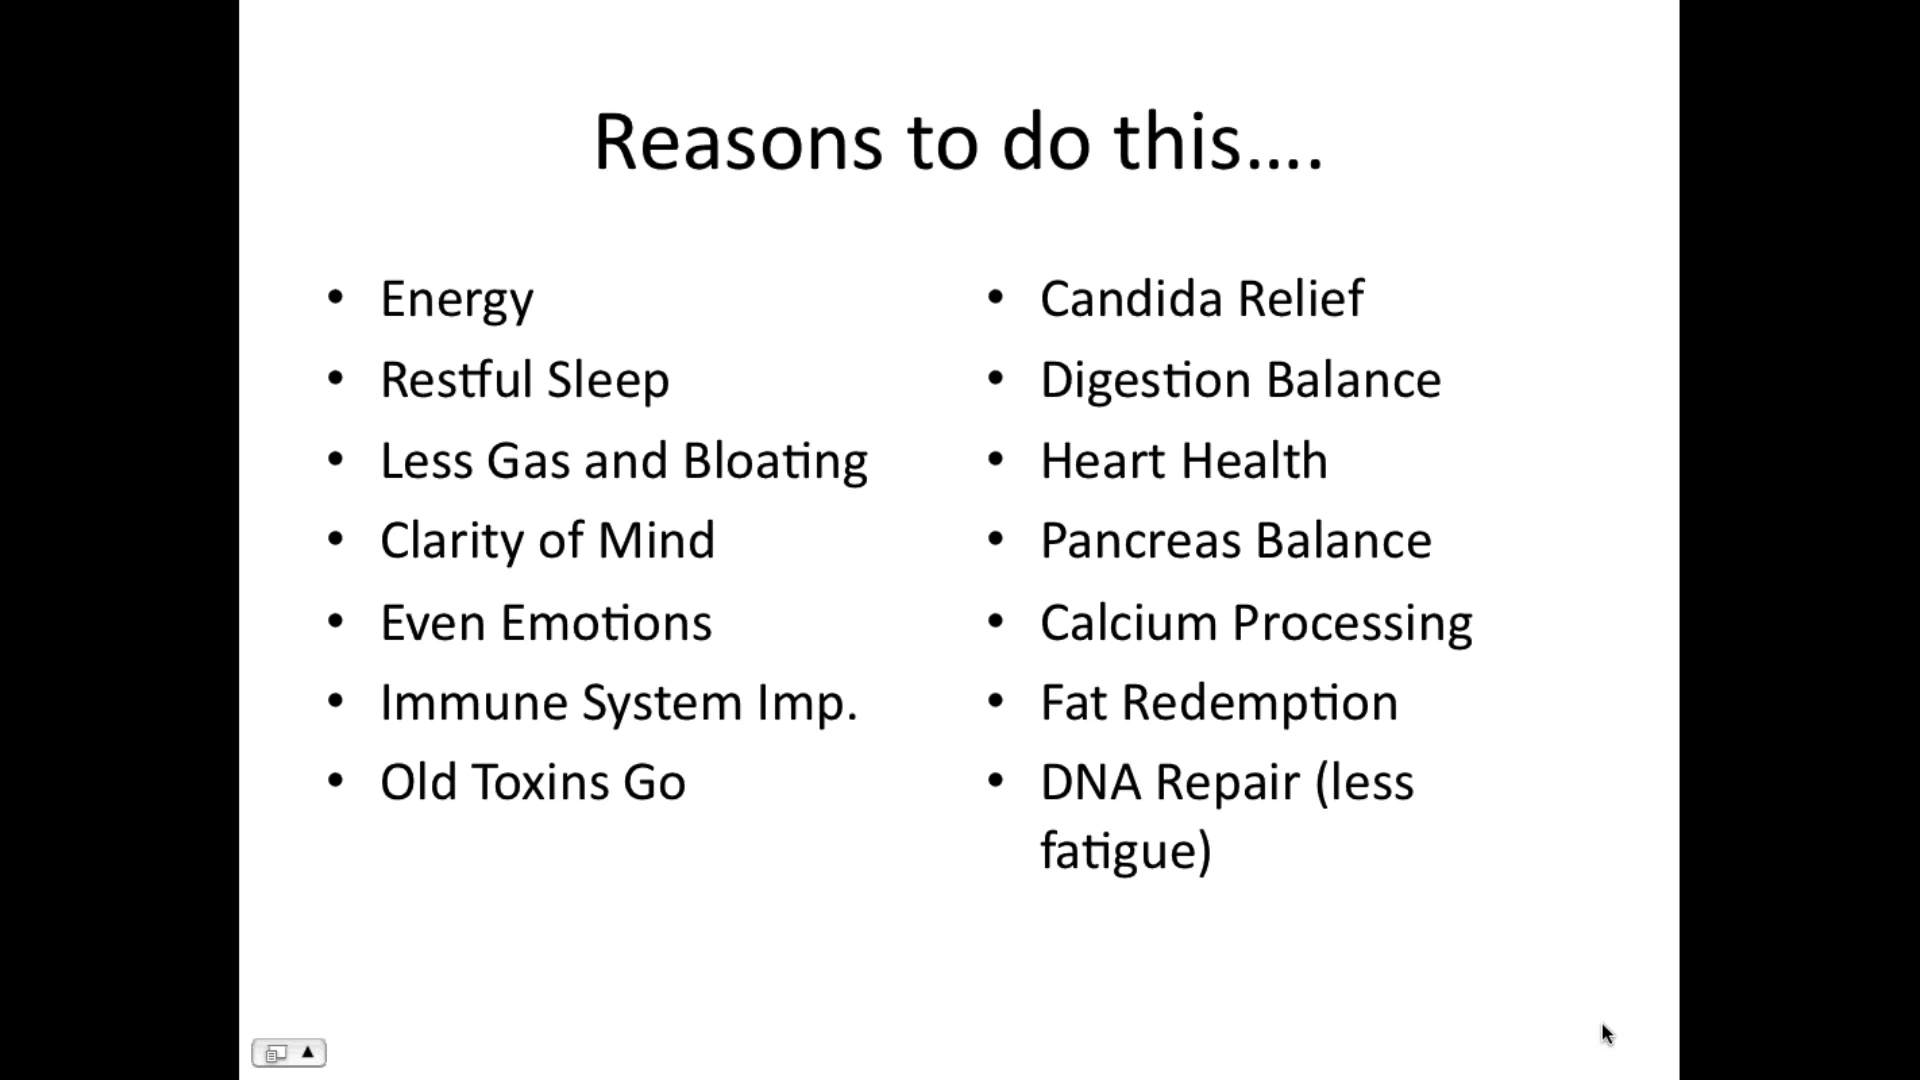 Reasons to do this....
• Energy
• Restful Sleep
• Less Gas and Bloating
• Clarity of Mind
• Even Emotions
• Immune System Imp.
• Old Toxins Go
• Candida Relief
• Digestion Balance
• Heart Health
• Pancreas Balance
• Calcium Processing
• Fat Redemption
• DNA Repair (less
fatigue)